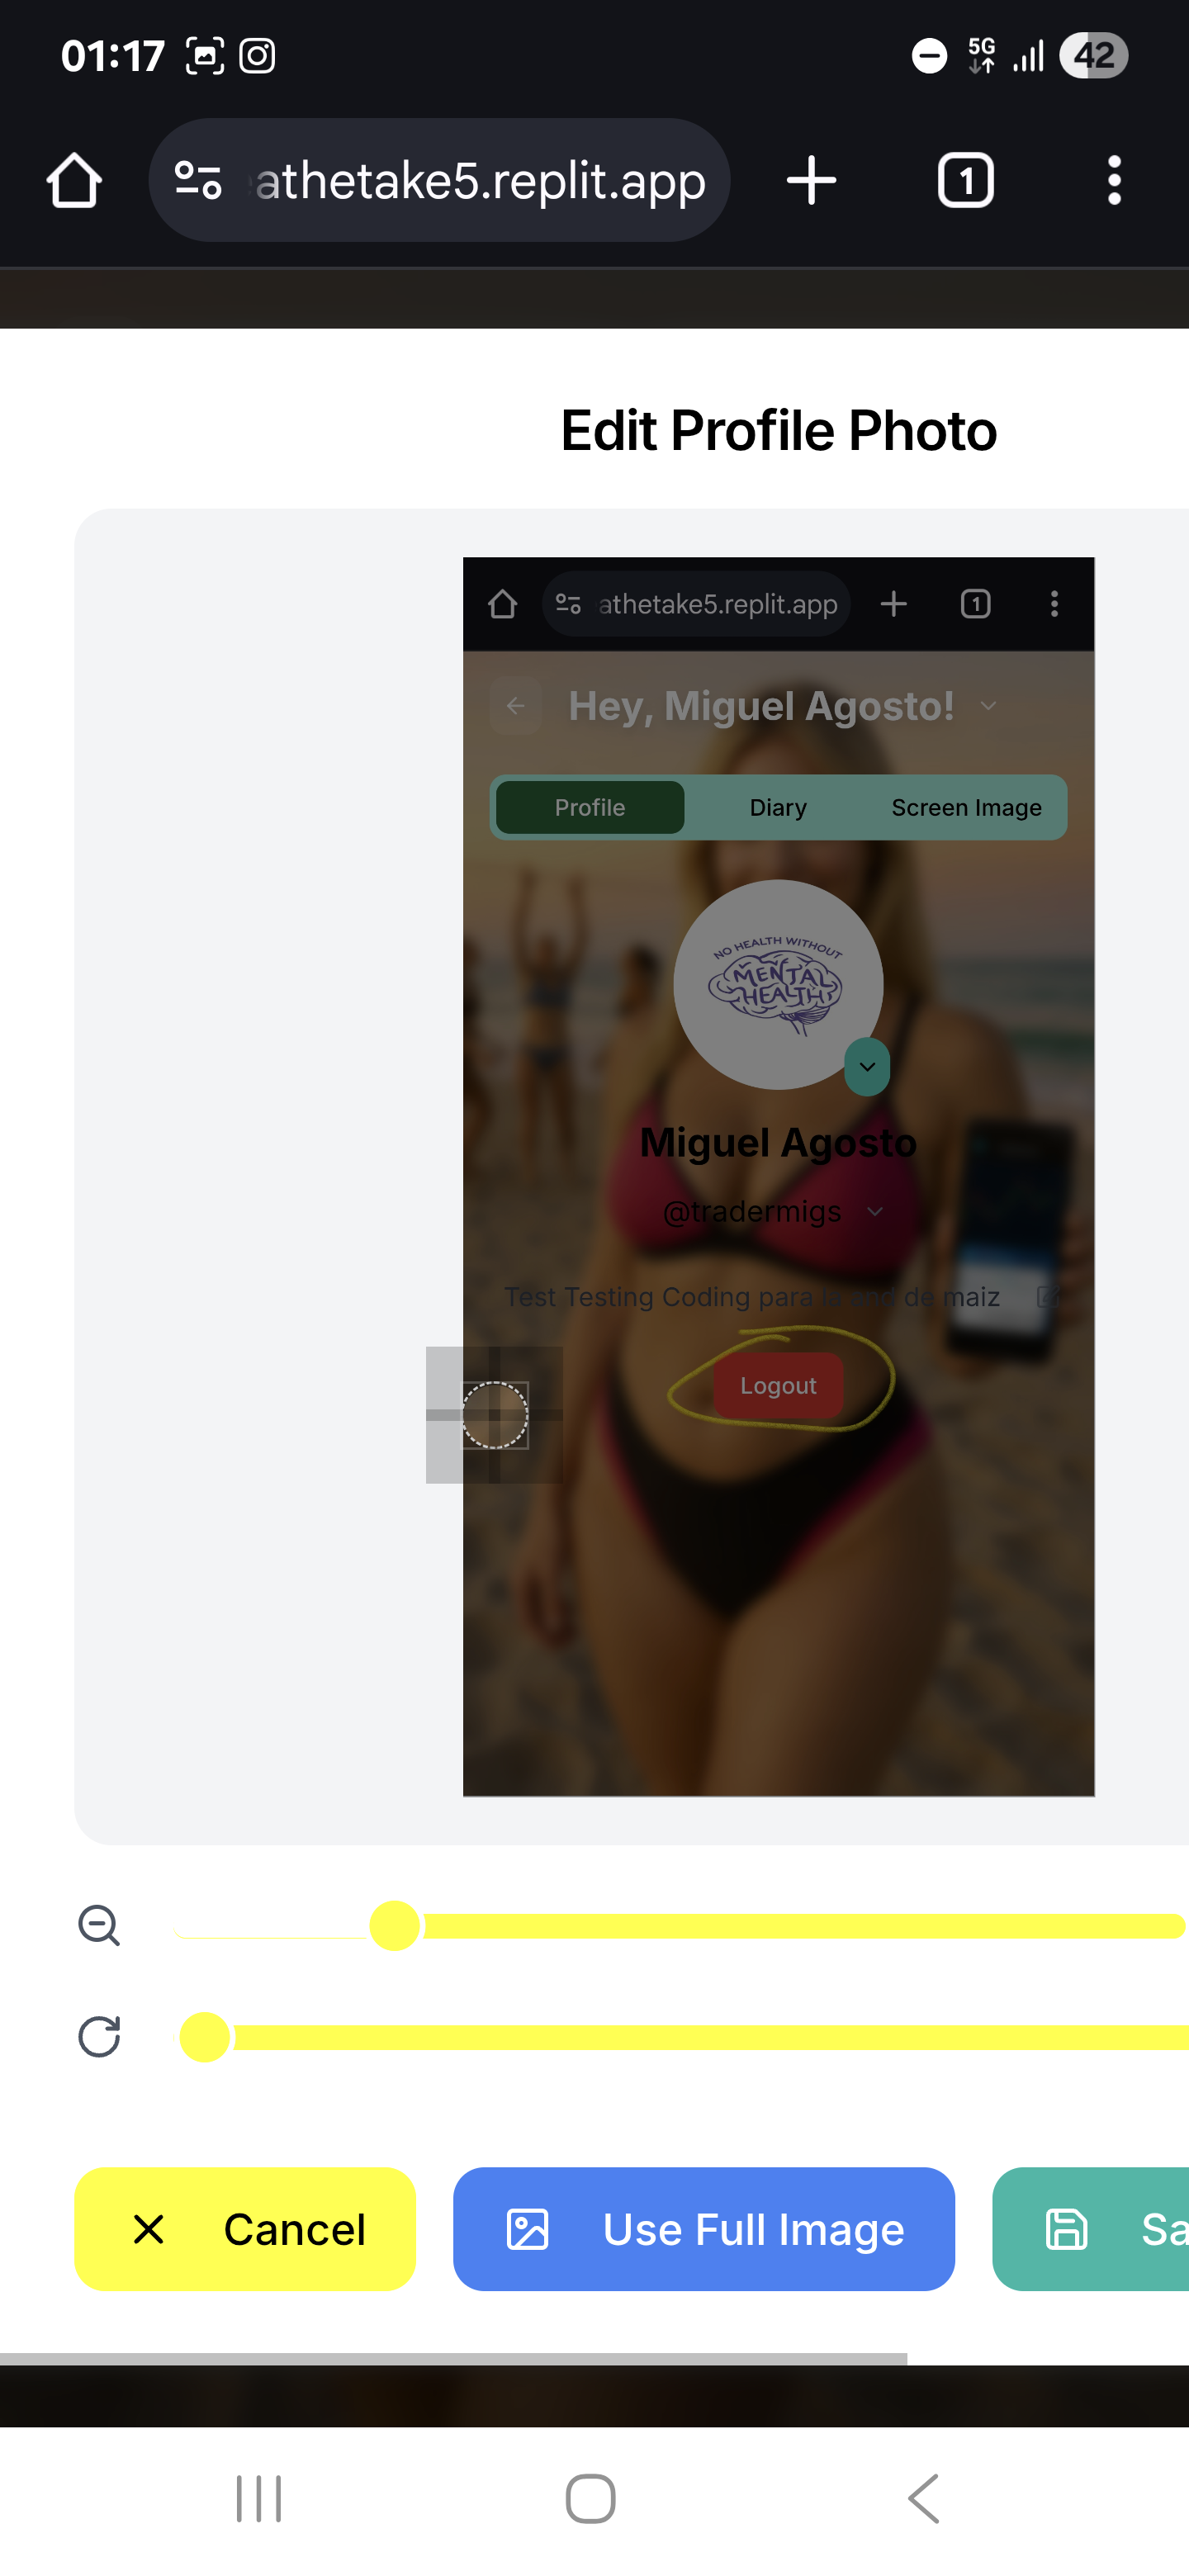 01:17
5G
42
athetake5.replit.app
1
Edit Profile Photo
athetake5.replit.app
1
Hey, Miguel Agosto!
Profile Diary Screen Image
NO HEALTH WITHOUT
MENTAL
HEALTH
Miguel Agosto
@tradermigs
Test Testing Coding para la and de maiz
Logout
Cancel Use Full Image Sa